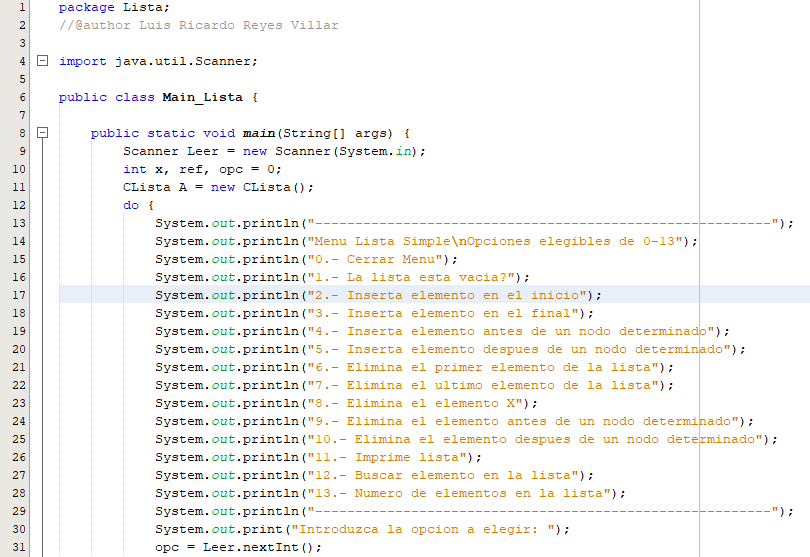 1 package Lista;
2 //@author Luis Ricardo Reyes Villar
3
4 import java.util.Scanner;
5
6 public class Main_Lista {
7
8 public static void main(String[] args) {
9 Scanner Leer = new Scanner(System.in);
10 int x, ref, opc = 0;
11 CLista A = new CLista();
12 do {
13 System.out.println("---------------------------------------------------------");
14 System.out.println("Menu Lista Simple\nOpciones elegibles de 0-13");
15 System.out.println("0.- Cerrar Menu");
16 System.out.println("1.- La lista esta vacia?");
17 System.out.println("2.- Inserta elemento en el inicio");
18 System.out.println("3.- Inserta elemento en el final");
19 System.out.println("4.- Inserta elemento antes de un nodo determinado");
20 System.out.println("5.- Inserta elemento despues de un nodo determinado");
21 System.out.println("6.- Elimina el primer elemento de la lista");
22 System.out.println("7.- Elimina el ultimo elemento de la lista");
23 System.out.println("8.- Elimina el elemento X");
24 System.out.println("9.- Elimina el elemento antes de un nodo determinado");
25 System.out.println("10.- Elimina el elemento despues de un nodo determinado");
26 System.out.println("11.- Imprime lista");
27 System.out.println("12.- Buscar elemento en la lista");
28 System.out.println("13.- Numero de elementos en la lista");
29 System.out.println("---------------------------------------------------------");
30 System.out.print("Introduzca la opcion a elegir: ");
31 opc = Leer.nextInt();